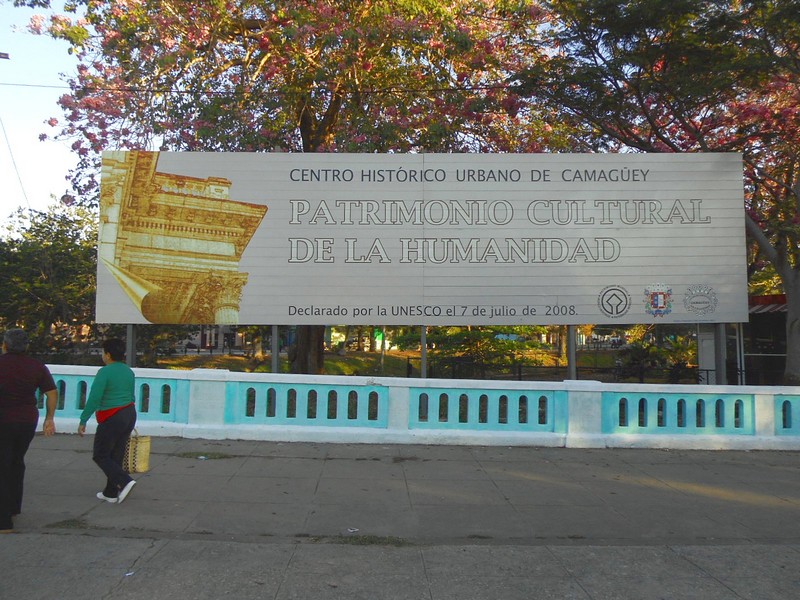 CENTRO HISTÓRICO URBANO DE CAMAGÜEY
PATRIMONIO CULTURAL
DE LA HUMANIDAD
Declarado por la UNESCO el 7 de julio de 2008.